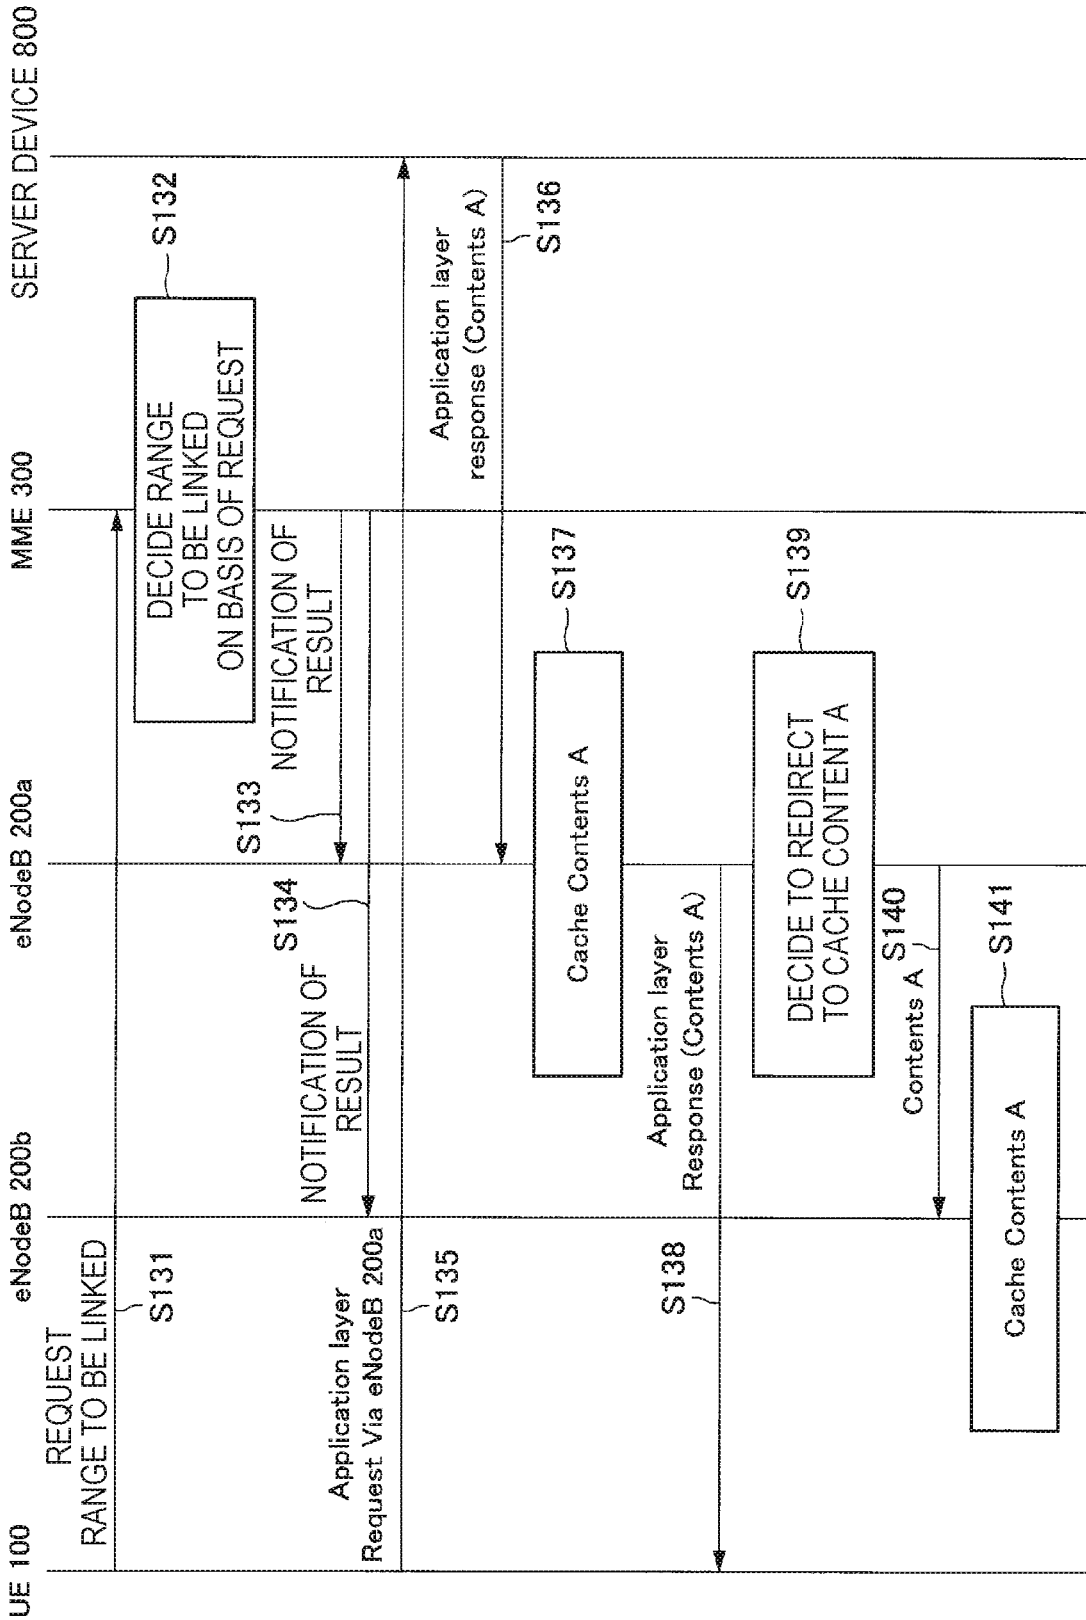 UE 100
eNodeB 200b
eNodeB 200a
MME 300
SERVER DEVICE 800
REQUEST
RANGE TO BE LINKED
S131
DECIDE RANGE
TO BE LINKED
ON BASIS OF REQUEST
S132
NOTIFICATION OF
RESULT
S133
NOTIFICATION OF
RESULT
S134
Application layer
Request Via eNodeB 200a
S135
Application layer
response (Contents A)
S136
Cache Contents A
S137
Application layer
Response (Contents A)
S138
DECIDE TO REDIRECT
TO CACHE CONTENT A
S139
S140
Contents A
Cache Contents A
S141